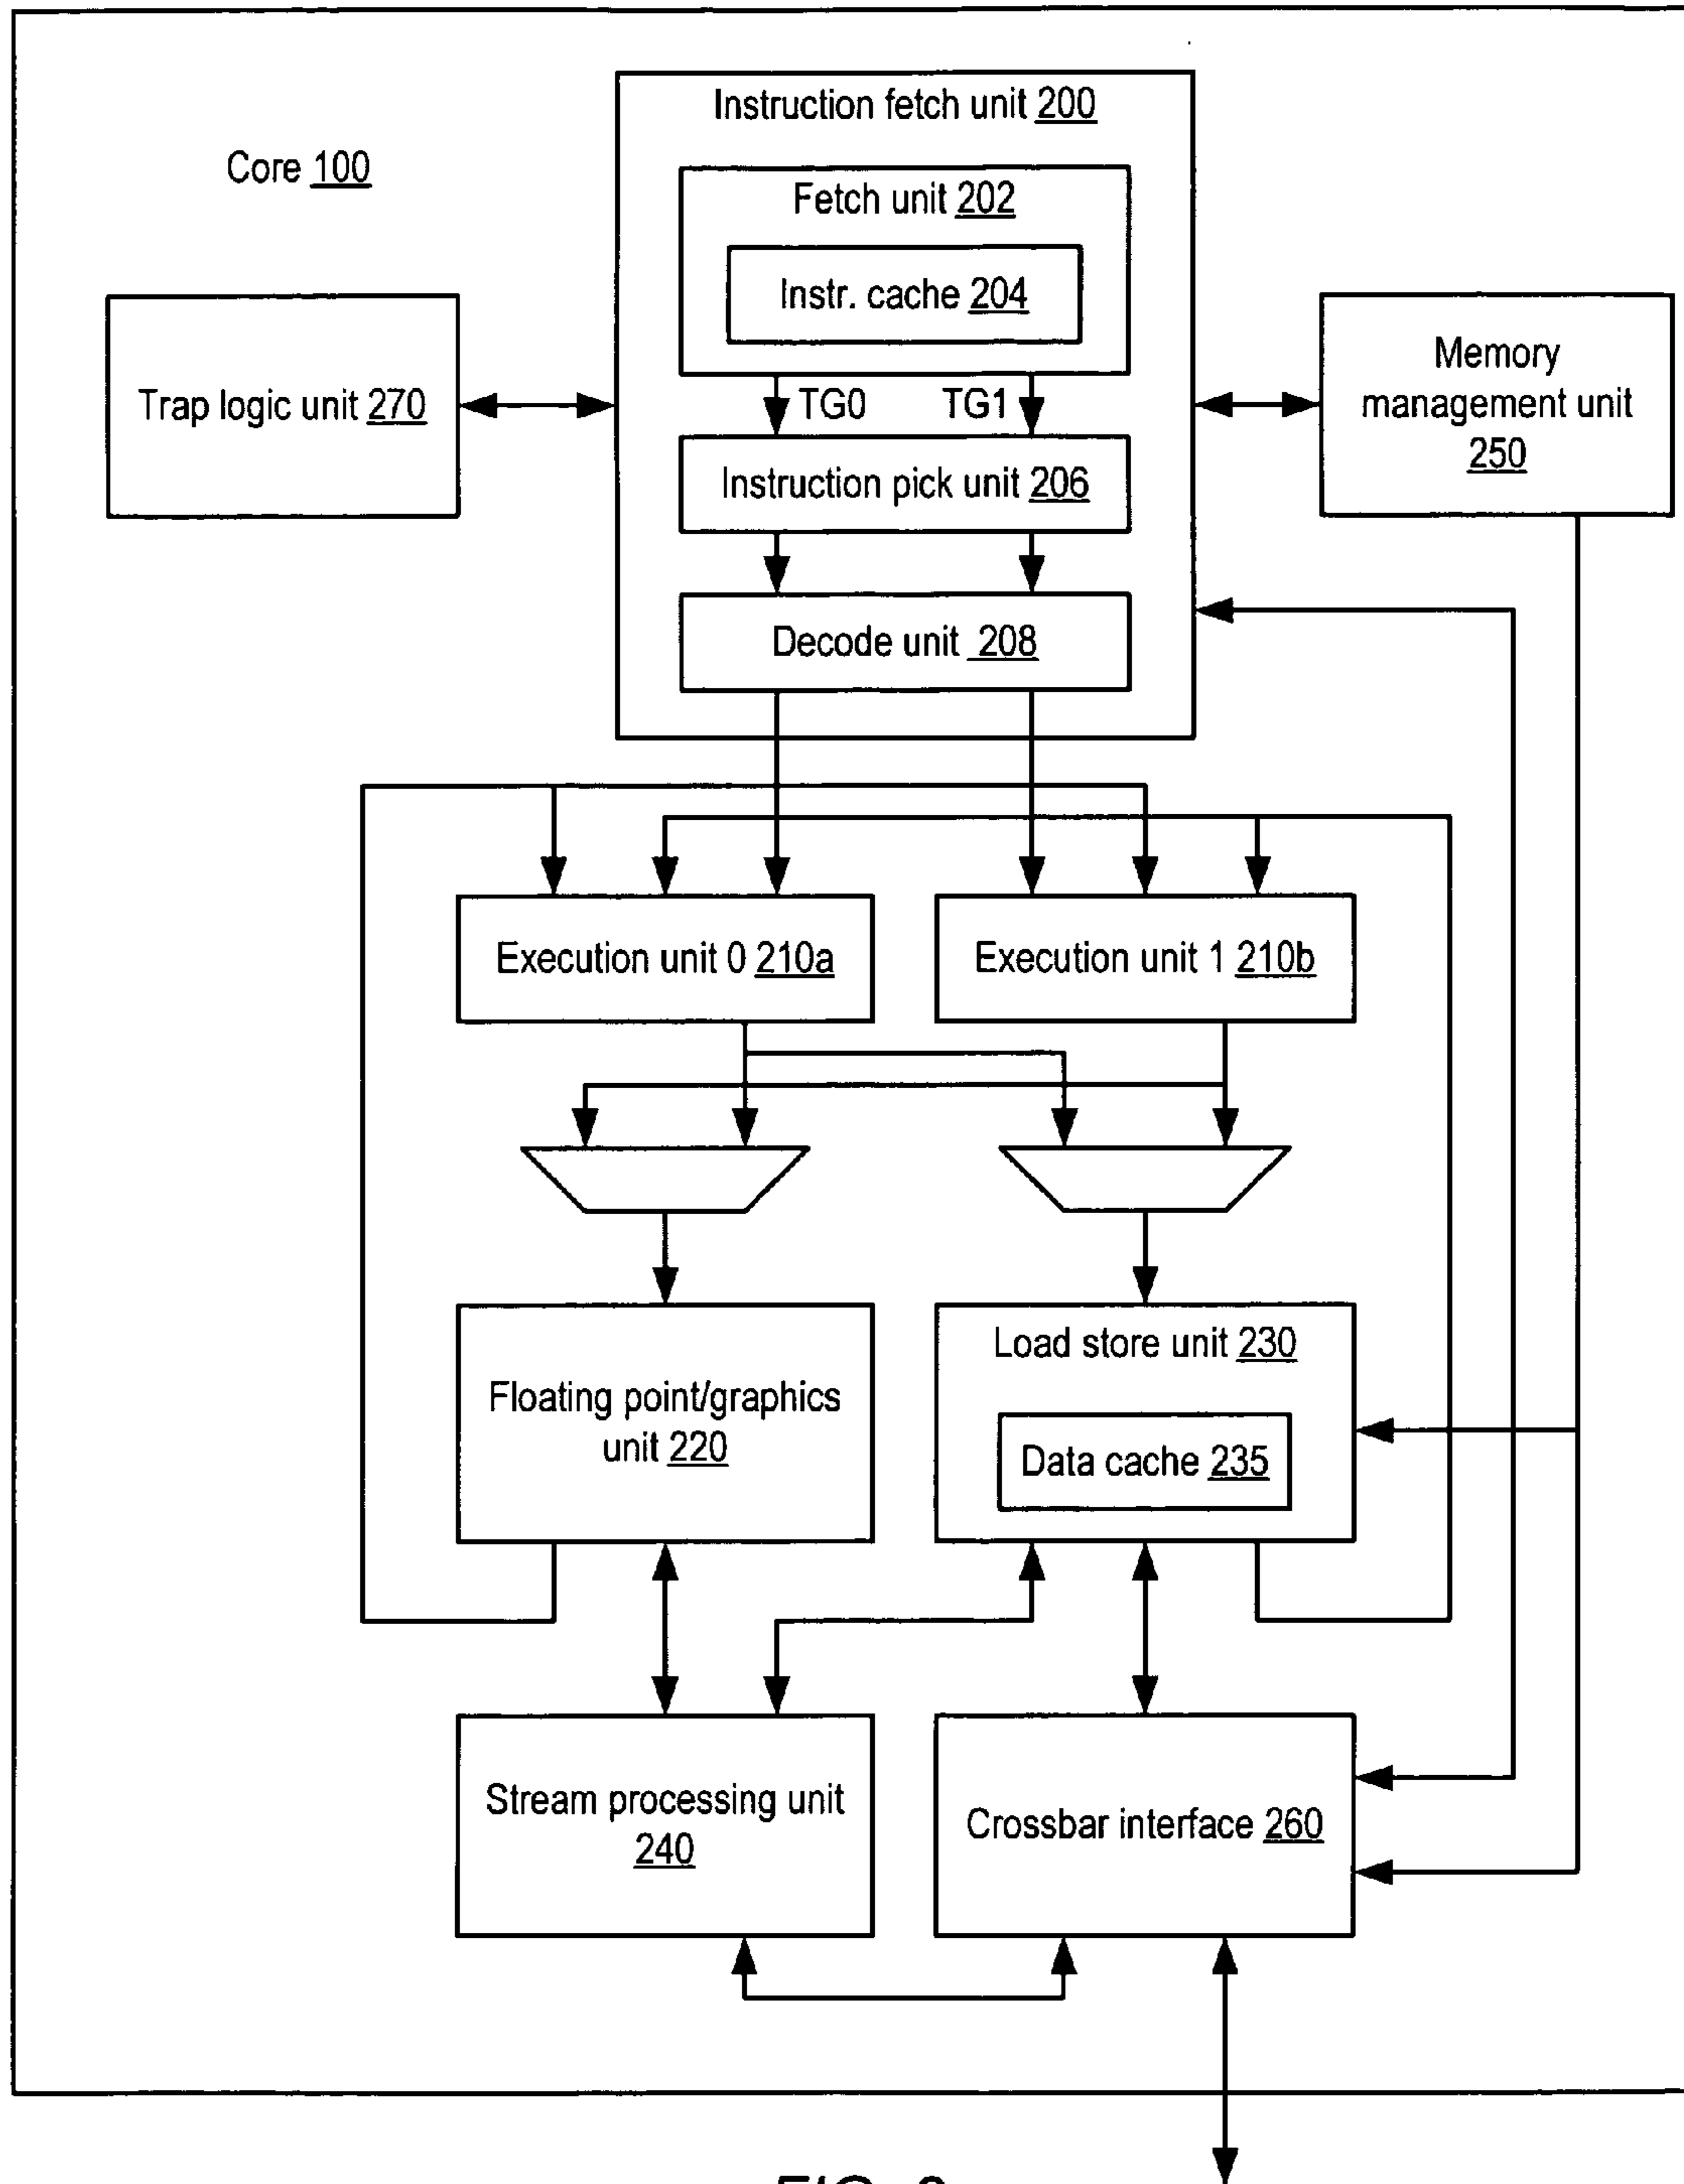 Core 100
Instruction fetch unit 200
Fetch unit 202
Instr. cache 204
TG0
TG1
Instruction pick unit 206
Decode unit 208
Trap logic unit 270
Memory
management unit
250
Execution unit 0 210a
Execution unit 1 210b
Floating point/graphics
unit 220
Load store unit 230
Data cache 235
Stream processing unit
240
Crossbar interface 260